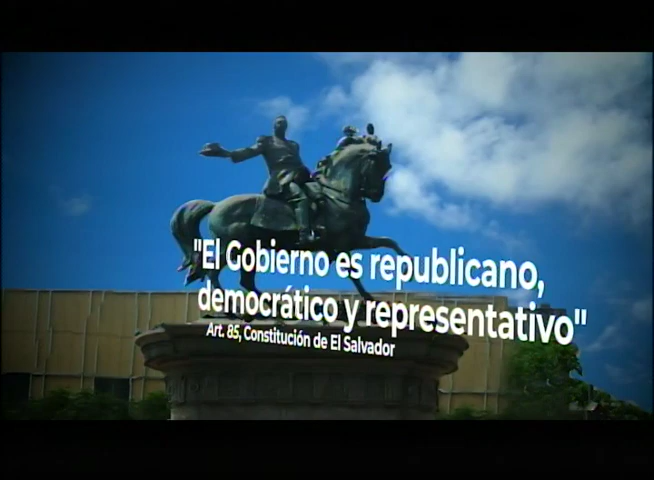 "El Gobierno es republicano,
democrático y representativo"
Art. 85, Constitución de El Salvador